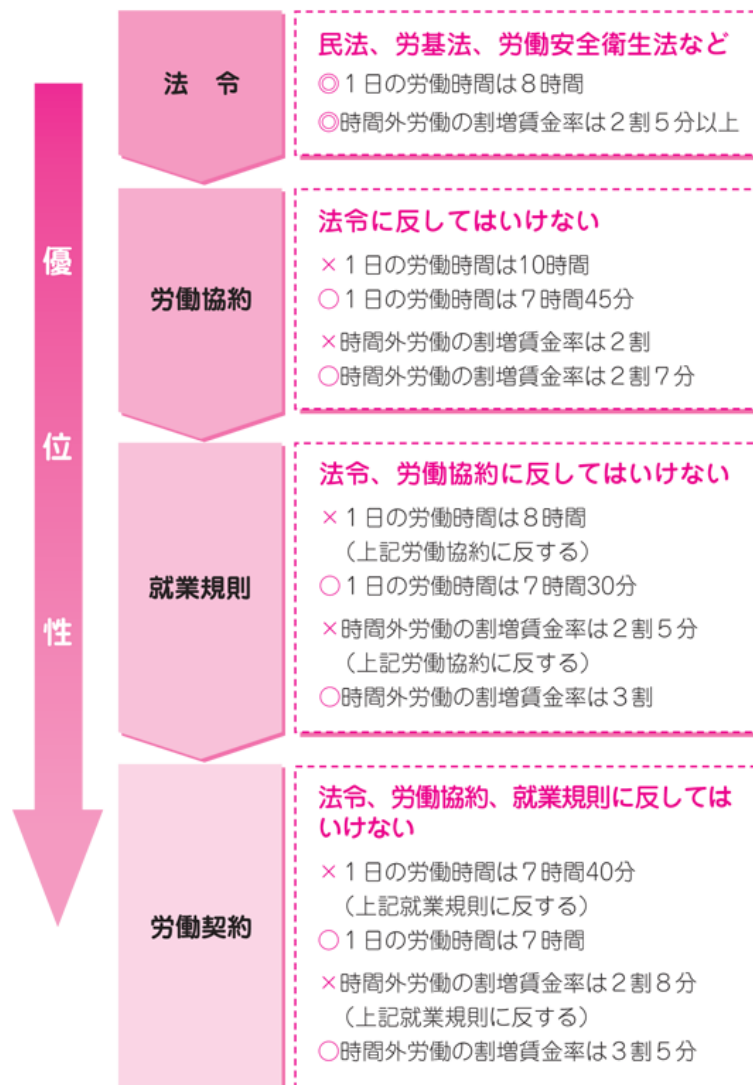 優位性
法　令
民法、労基法、労働安全衛生法など
◎１日の労働時間は８時間
◎時間外労働の割増賃金率は２割５分以上
労働協約
法令に反してはいけない
×１日の労働時間は10時間
○１日の労働時間は７時間45分
×時間外労働の割増賃金率は２割
○時間外労働の割増賃金率は２割７分
就業規則
法令、労働協約に反してはいけない
×１日の労働時間は８時間
（上記労働協約に反する）
○１日の労働時間は７時間30分
×時間外労働の割増賃金率は２割５分
（上記労働協約に反する）
○時間外労働の割増賃金率は３割
労働契約
法令、労働協約、就業規則に反しては
いけない
×１日の労働時間は７時間40分
（上記就業規則に反する）
○１日の労働時間は７時間
×時間外労働の割増賃金率は２割８分
（上記就業規則に反する）
○時間外労働の割増賃金率は３割５分